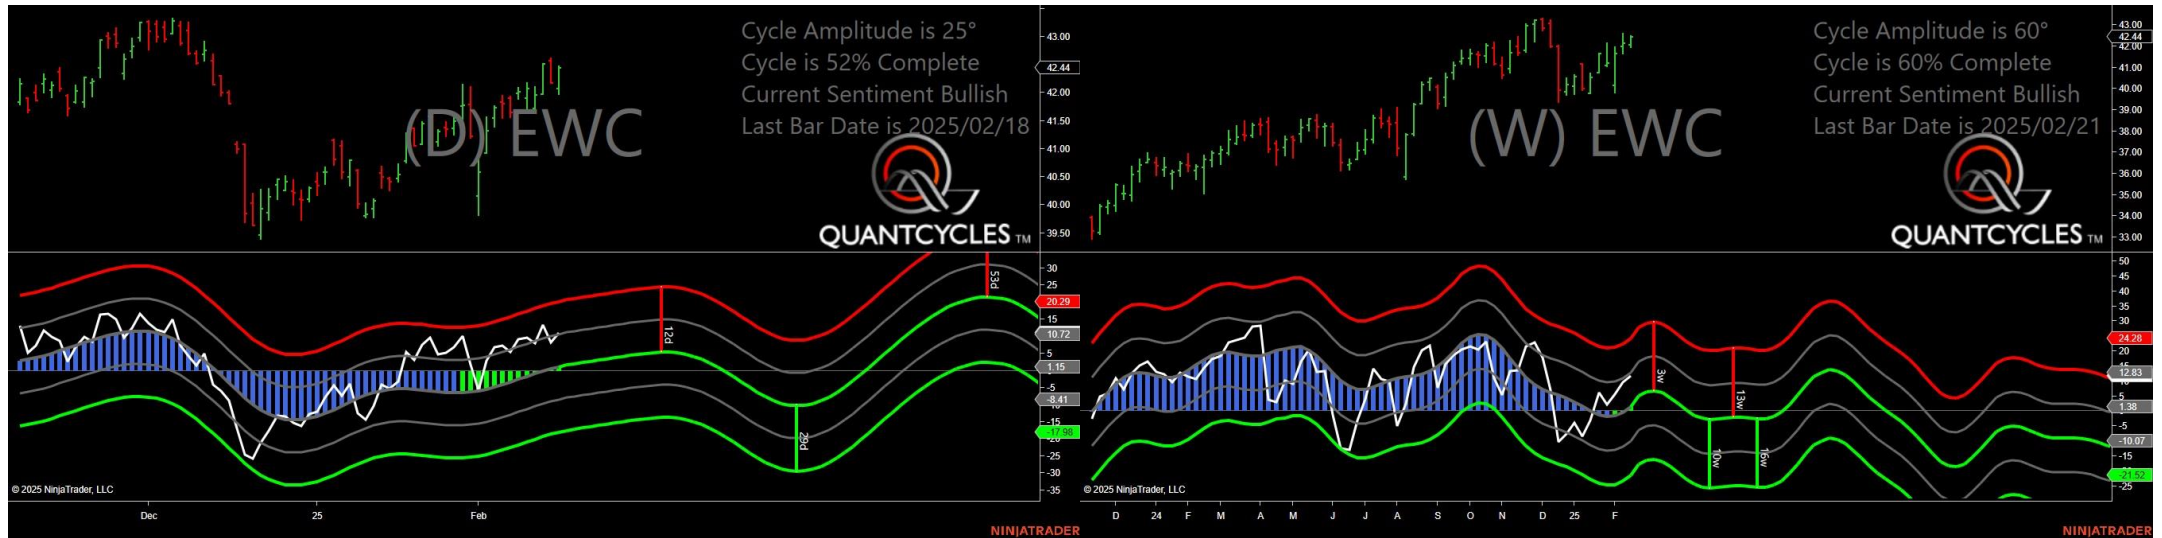 Cycle Amplitude is 25°
Cycle is 52% Complete
Current Sentiment Bullish
Last Bar Date is 2025/02/18
(D) EWC
QUANTCYCLES TM
43.00
42.44
42.00
41.50
41.00
40.50
40.00
39.50
30
25
20.29
15
10.72
5
1.15
-5
-8.41
-15
-17.98
-25
-30
-35
12d
29d
53d
© 2025 NinjaTrader, LLC
Dec
25
Feb
NINJATRADER
Cycle Amplitude is 60°
Cycle is 60% Complete
Current Sentiment Bullish
Last Bar Date is 2025/02/21
(W) EWC
QUANTCYCLES TM
43.00
42.44
42.00
41.00
40.00
39.00
38.00
37.00
36.00
35.00
34.00
33.00
50
45
40
35
30
24.28
20
12.83
5
1.38
-5
-10.07
-15
-21.52
-25
3w
13w
10w
16w
© 2025 NinjaTrader, LLC
D 24 F M A M J J A S O N D 25 F
NINJATRADER